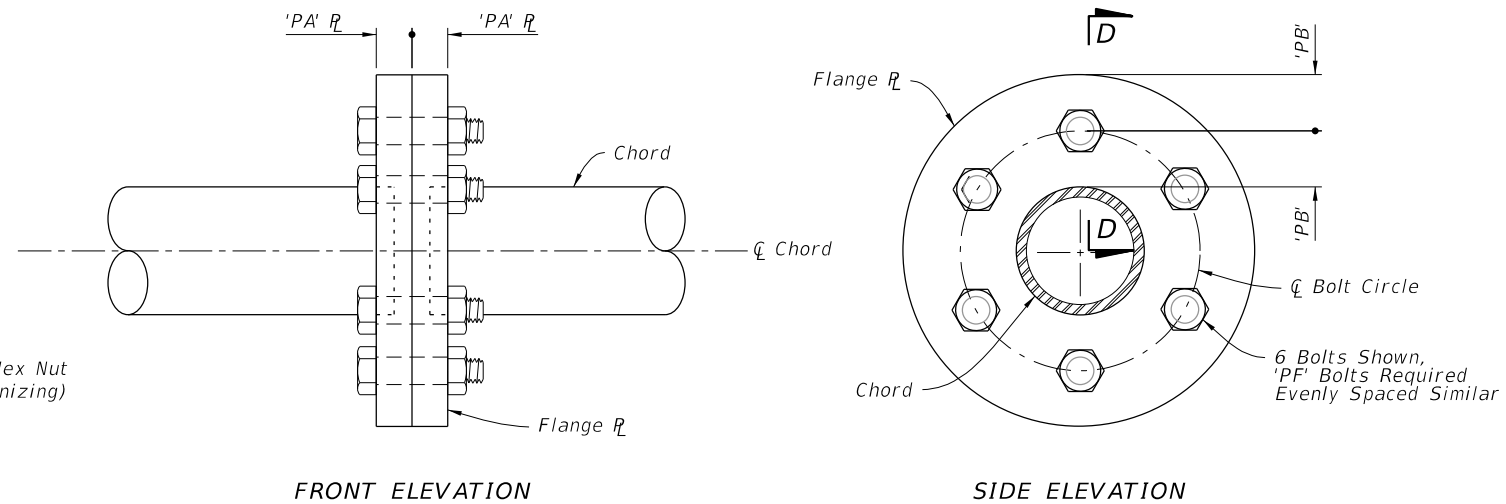 'PA' PL
'PA' PL
Chord
CL Chord
Flange PL
FRONT ELEVATION
ex Nut
nizing)
D
'PB'
Flange PL
D
'PB'
CL Bolt Circle
6 Bolts Shown,
'PF' Bolts Required
Evenly Spaced Similar
Chord
SIDE ELEVATION